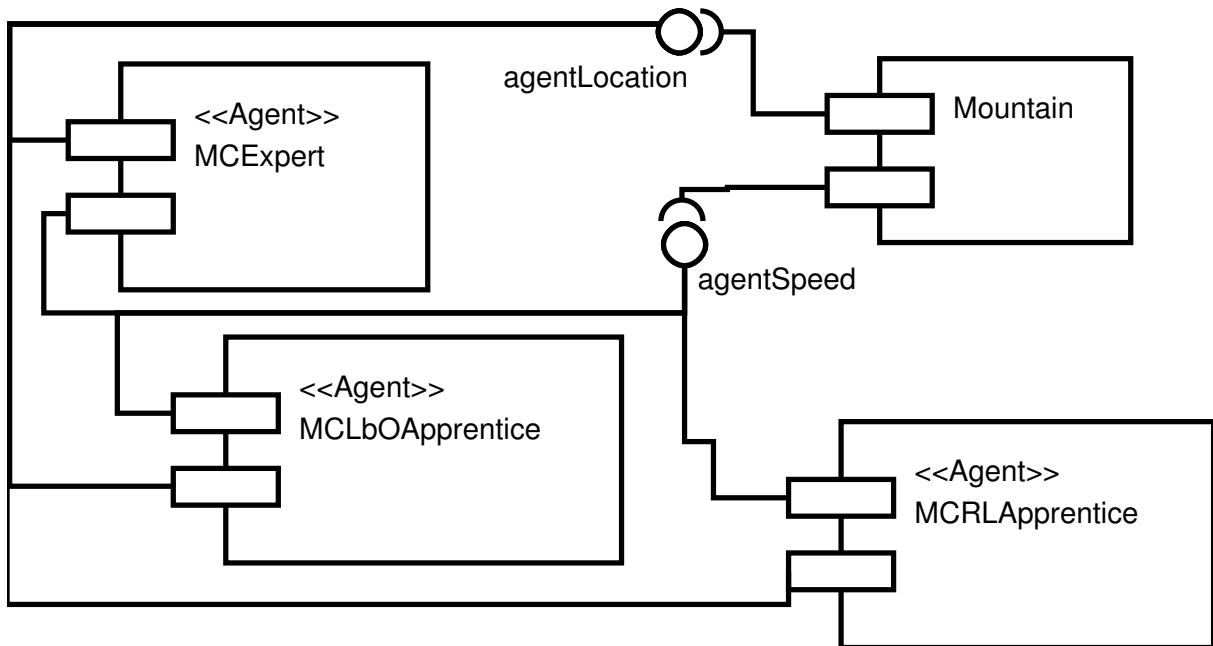 agentLocation
<<Agent>>
MCExpert
Mountain
agentSpeed
<<Agent>>
MCLbOApprentice
<<Agent>>
MCRLApprentice